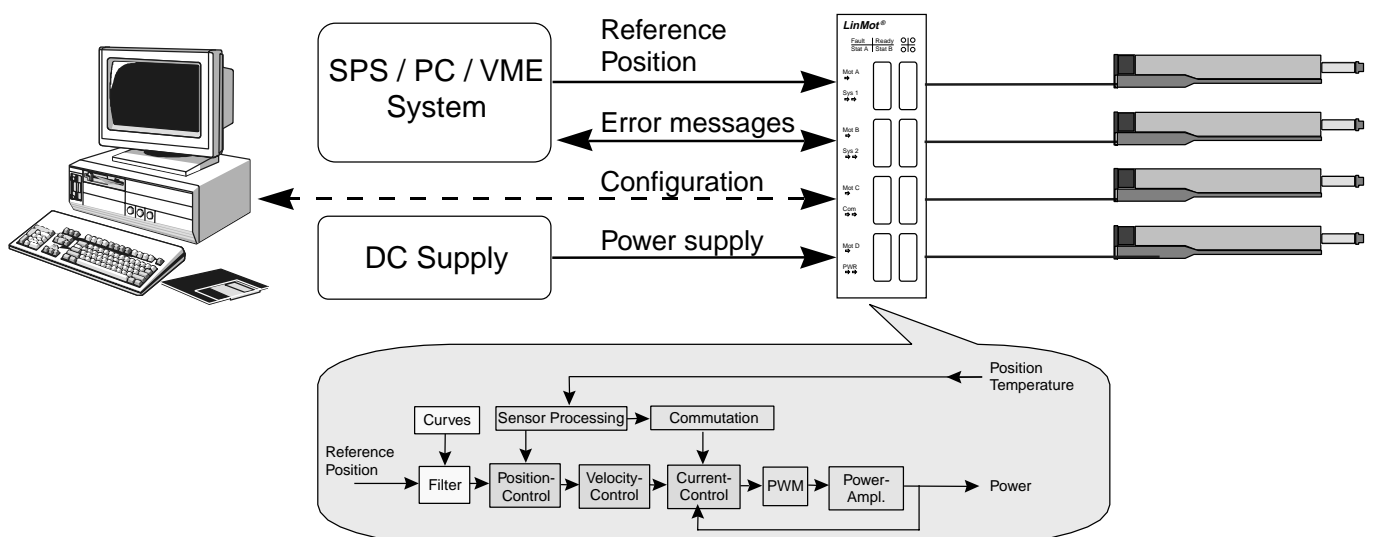 SPS / PC / VME
System
Reference
Position
Error messages
Configuration
DC Supply
Power supply
LinMot®
Fault Ready
Stat A Stat B
Mot A
Sys 1
Mot B
Sys 2
Mot C
Com
Mot D
PWR
Position
Temperature
Curves
Sensor Processing
Commutation
Reference
Position
Filter
Position-
Control
Velocity-
Control
Current-
Control
PWM
Power-
Ampl.
Power